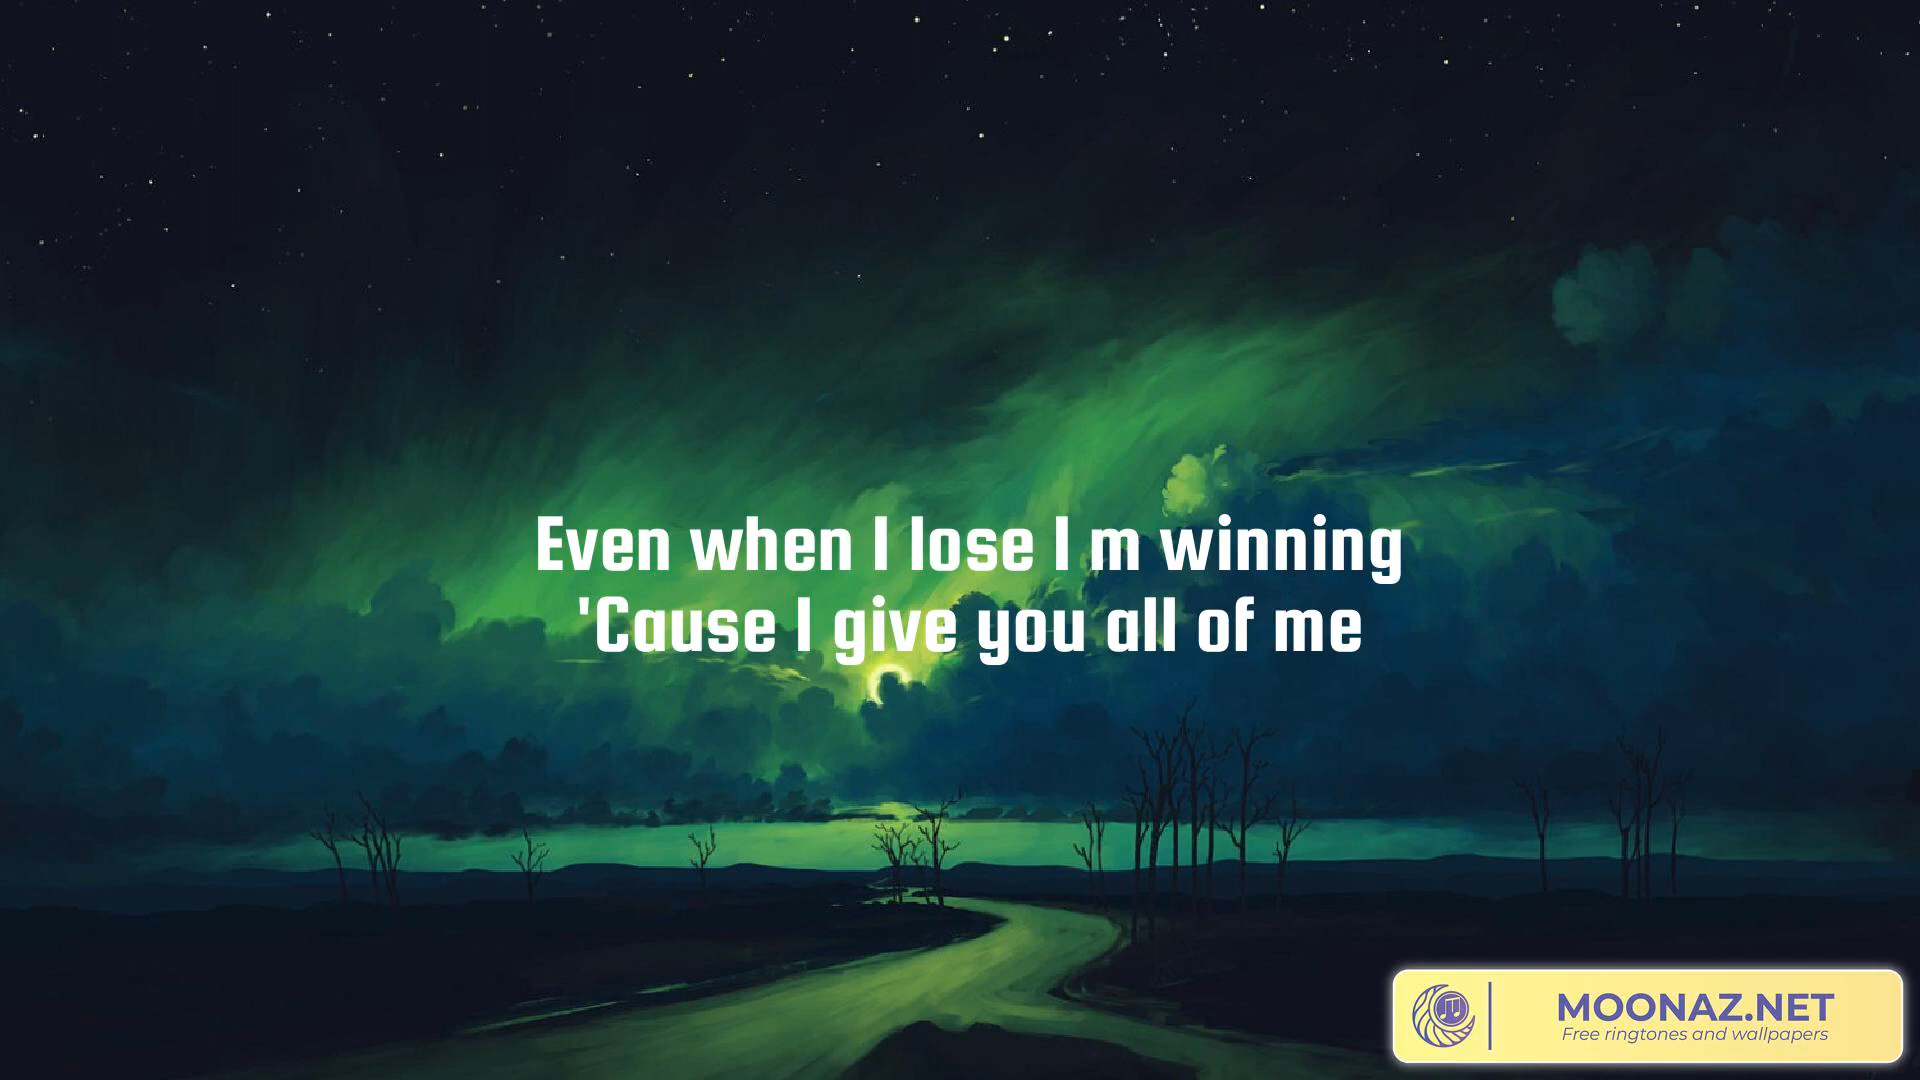 Even when I lose I m winning
'Cause I give you all of me
MOONAZ.NET
Free ringtones and wallpapers